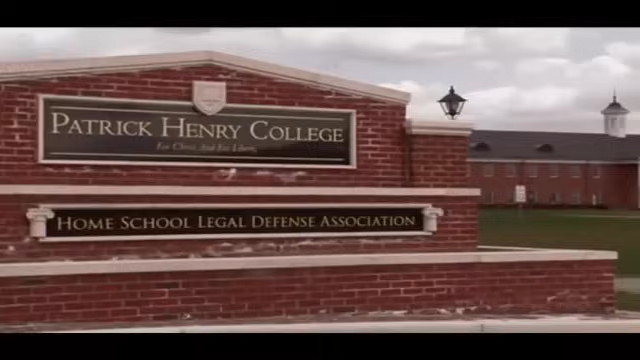 PATRICK HENRY COLLEGE
For Christ and For Liberty
HOME SCHOOL LEGAL DEFENSE ASSOCIATION